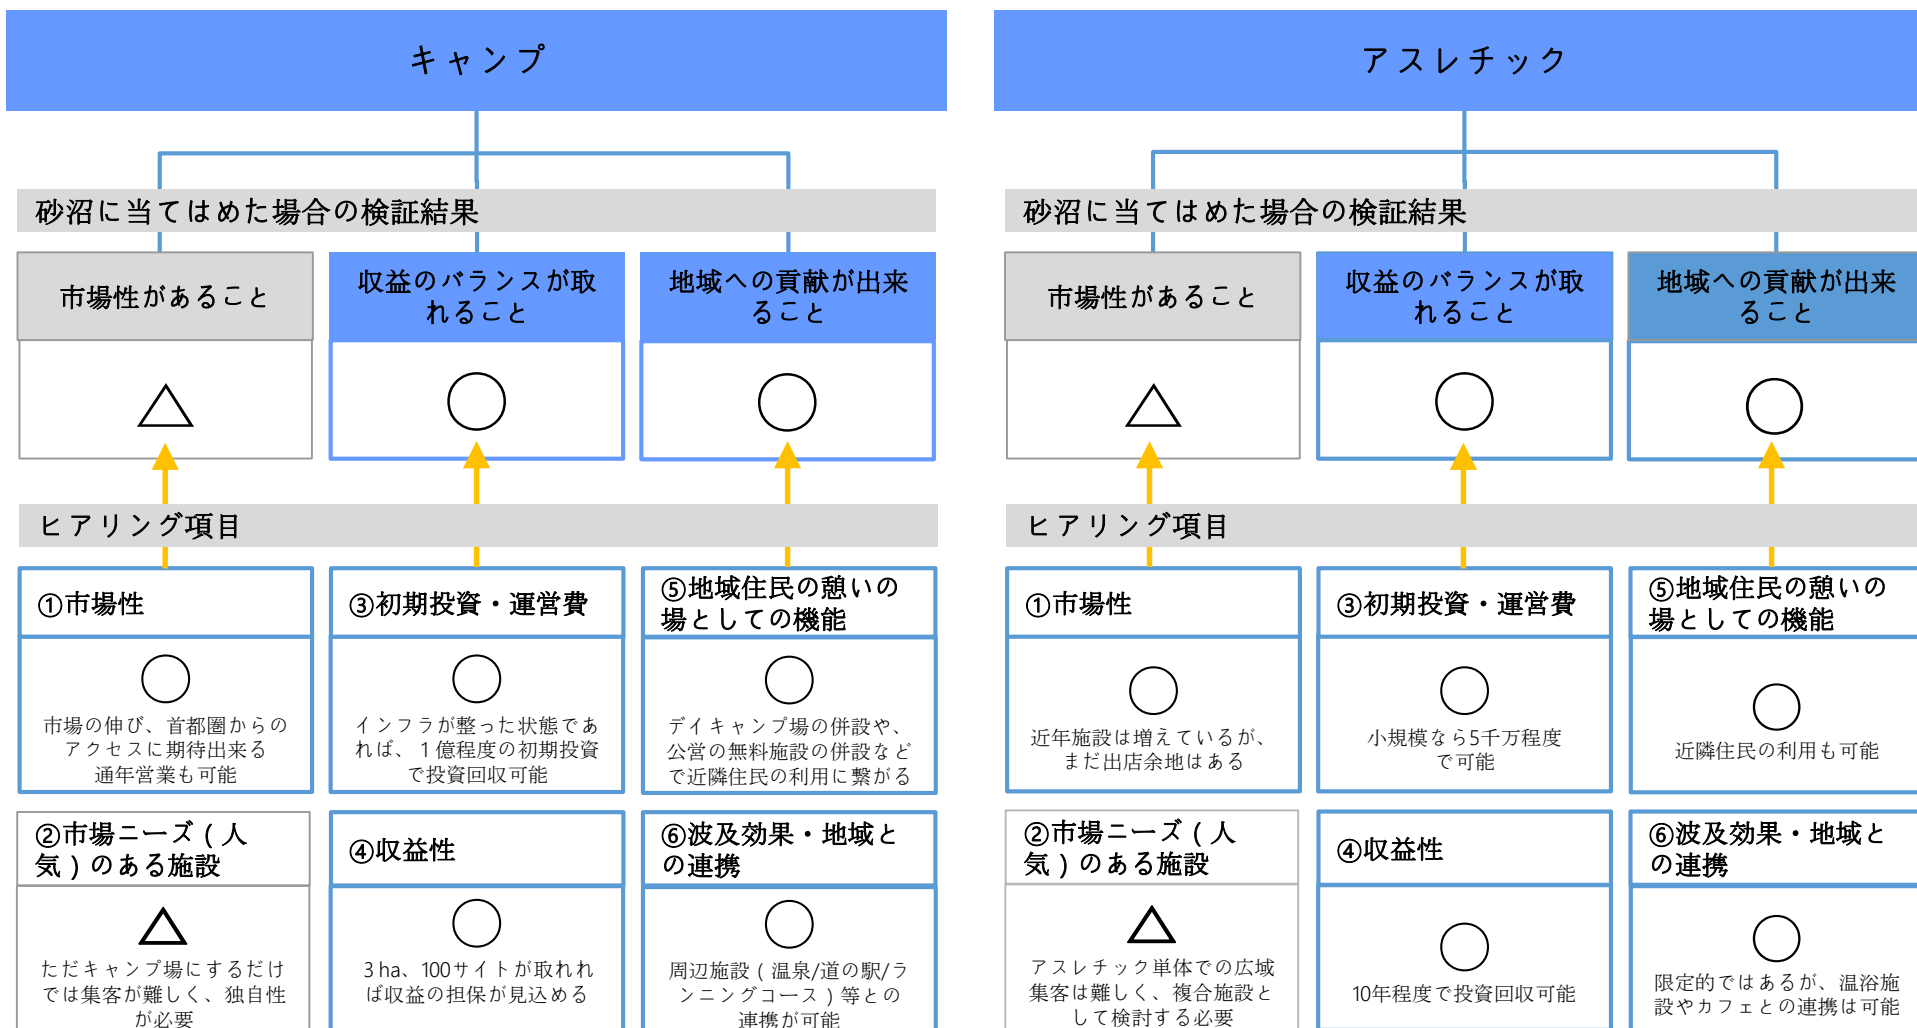 キャンプ
砂沼に当てはめた場合の検証結果
市場性があること
収益のバランスが取
れること
地域への貢献が出来
ること
ヒアリング項目
①市場性
市場の伸び、首都圏からの
アクセスに期待出来る
通年営業も可能
③初期投資・運営費
インフラが整った状態であ
れば、１億程度の初期投資
で投資回収可能
⑤地域住民の憩いの
場としての機能
デイキャンプ場の併設や、
公営の無料施設の併設など
で近隣住民の利用に繋がる
②市場ニーズ（人
気）のある施設
ただキャンプ場にするだけ
では集客が難しく、独自性
が必要
④収益性
3 ha、100サイトが取れれ
ば収益の担保が見込める
⑥波及効果・地域と
の連携
周辺施設（温泉/道の駅/ラ
ンニングコース）等との
連携が可能
アスレチック
砂沼に当てはめた場合の検証結果
市場性があること
収益のバランスが取
れること
地域への貢献が出来
ること
ヒアリング項目
①市場性
近年施設は増えているが、
まだ出店余地はある
③初期投資・運営費
小規模なら5千万程度
で可能
⑤地域住民の憩いの
場としての機能
近隣住民の利用も可能
②市場ニーズ（人
気）のある施設
アスレチック単体での広域
集客は難しく、複合施設と
して検討する必要
④収益性
10年程度で投資回収可能
⑥波及効果・地域と
の連携
限定的ではあるが、温浴施
設やカフェとの連携は可能